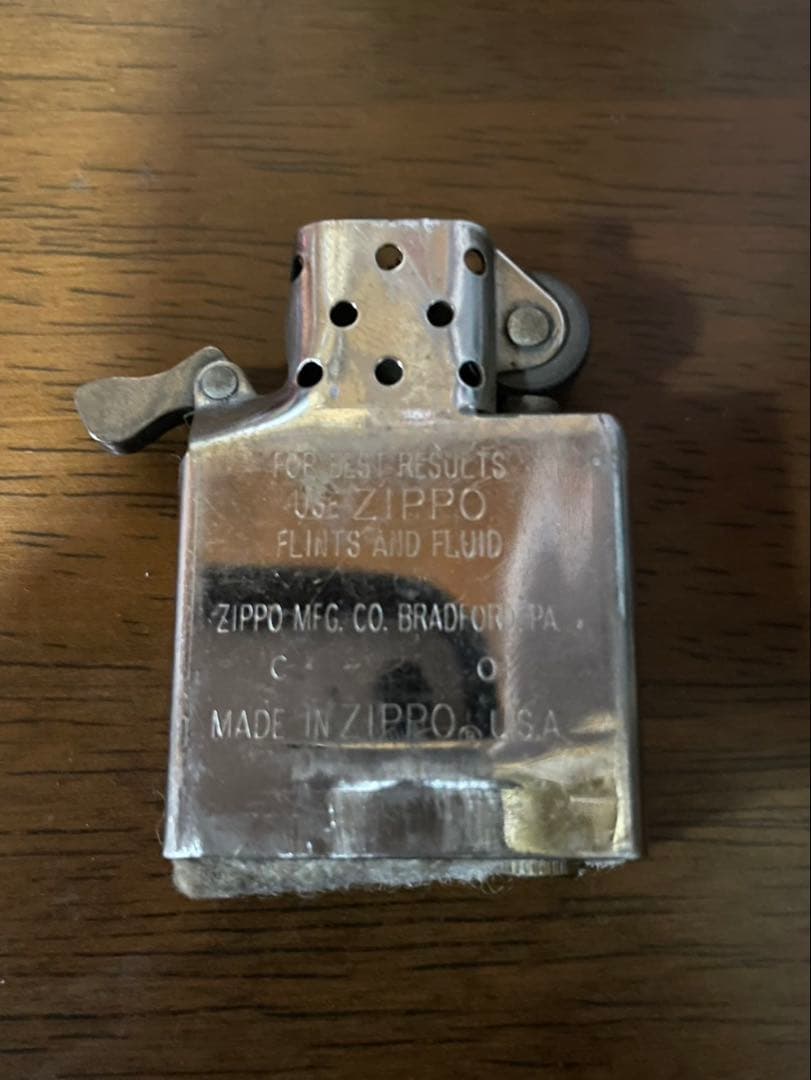 FOR BEST RESULTS
USE ZIPPO
FLINTS AND FLUID
ZIPPO MFG. CO. BRADFORD, PA.
C O
MADE IN ZIPPO® U.S.A